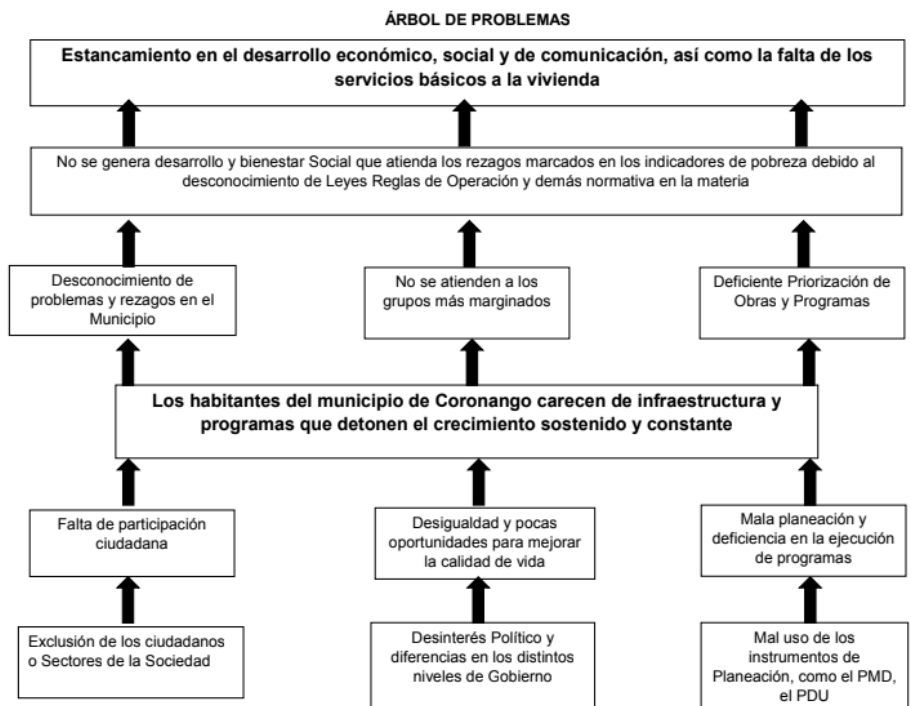 ÁRBOL DE PROBLEMAS
Estancamiento en el desarrollo económico, social y de comunicación, así como la falta de los
servicios básicos a la vivienda
No se genera desarrollo y bienestar Social que atienda los rezagos marcados en los indicadores de pobreza debido al
desconocimiento de Leyes Reglas de Operación y demás normativa en la materia
Desconocimiento de
problemas y rezagos en el
Municipio
No se atienden a los
grupos más marginados
Deficiente Priorización de
Obras y Programas
Los habitantes del municipio de Coronango carecen de infraestructura y
programas que detonen el crecimiento sostenido y constante
Falta de participación
ciudadana
Desigualdad y pocas
oportunidades para mejorar
la calidad de vida
Mala planeación y
deficiencia en la ejecución
de programas
Exclusión de los ciudadanos
o Sectores de la Sociedad
Desinterés Político y
diferencias en los distintos
niveles de Gobierno
Mal uso de los
instrumentos de
Planeación, como el PMD,
el PDU